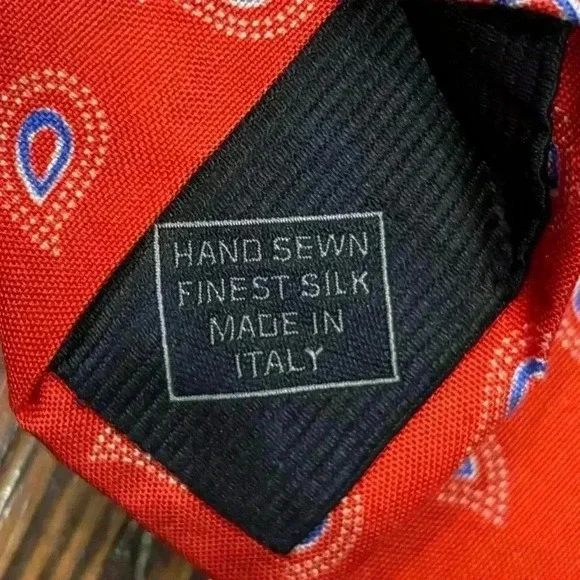 HAND SEWN
FINEST SILK
MADE IN
ITALY